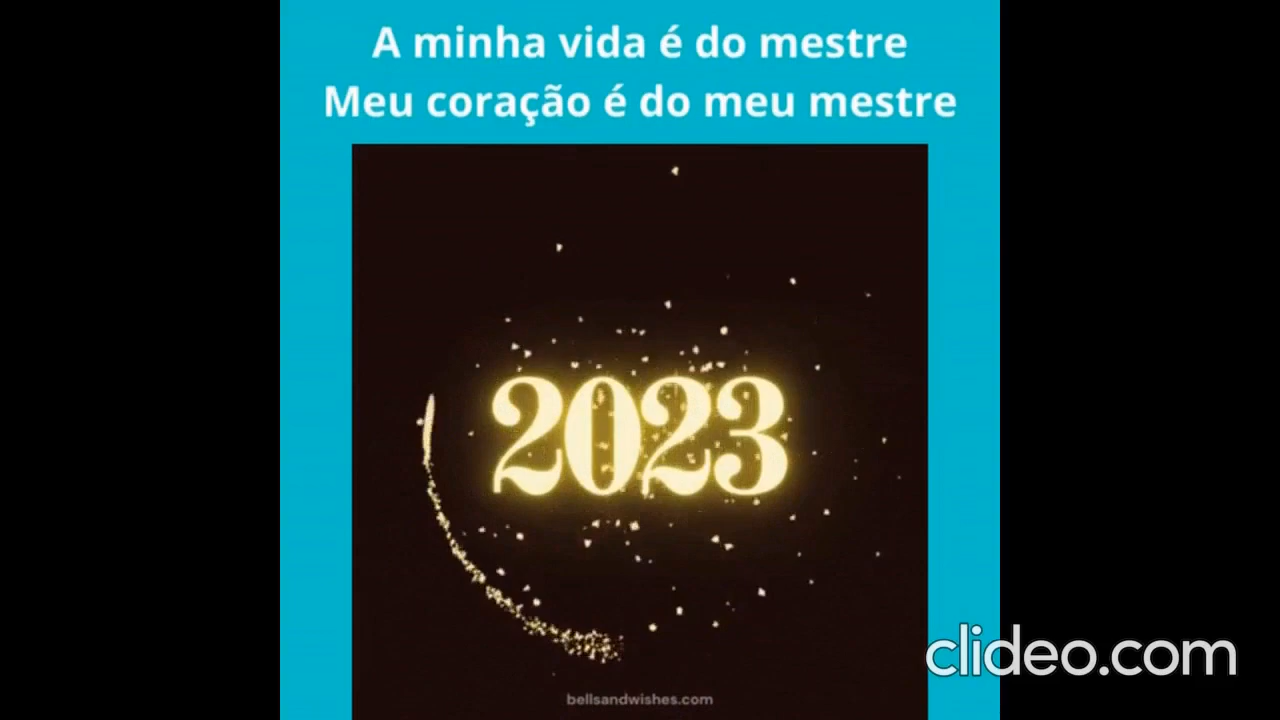 A minha vida é do mestre
Meu coração é do meu mestre
2023
clideo.com
bellsandwishes.com